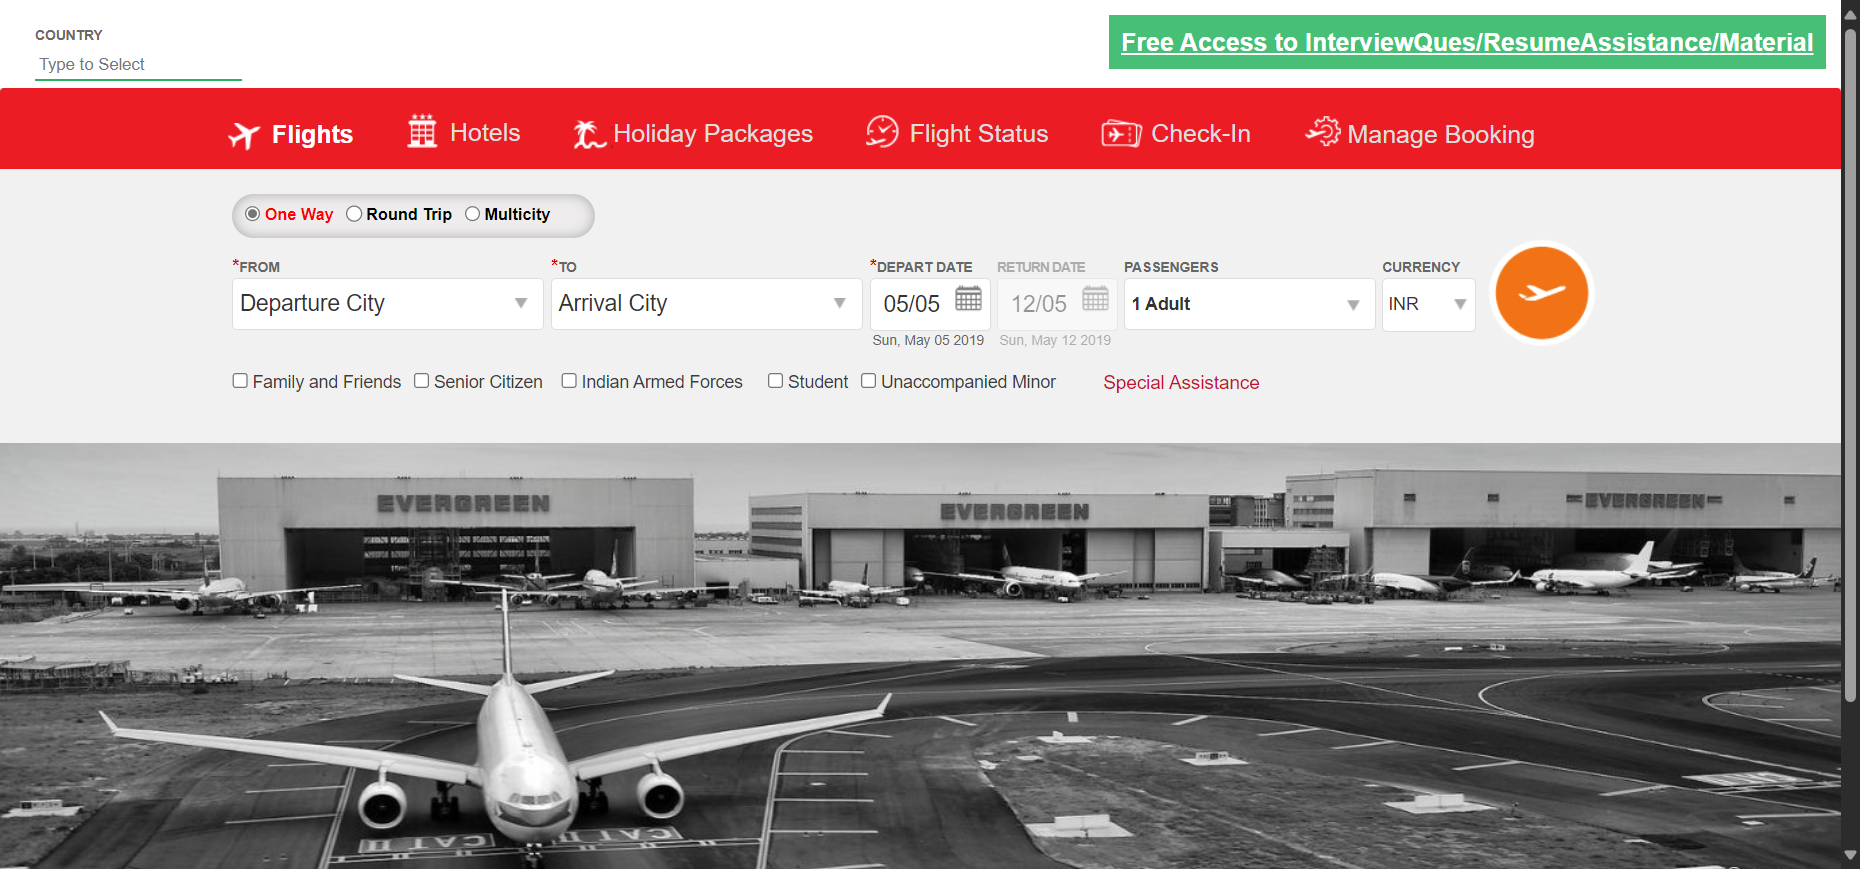 COUNTRY
Type to Select
Free Access to InterviewQues/ResumeAssistance/Material
Flights
Hotels
Holiday Packages
Flight Status
Check-In
Manage Booking
One Way
Round Trip
Multicity
*FROM
*TO
*DEPART DATE
RETURN DATE
PASSENGERS
CURRENCY
Departure City
Arrival City
05/05
12/05
1 Adult
INR
Sun, May 05 2019
Sun, May 12 2019
Family and Friends
Senior Citizen
Indian Armed Forces
Student
Unaccompanied Minor
Special Assistance
EVERGREEN
EVERGREEN
EVERGREEN
CAT II
CAT II